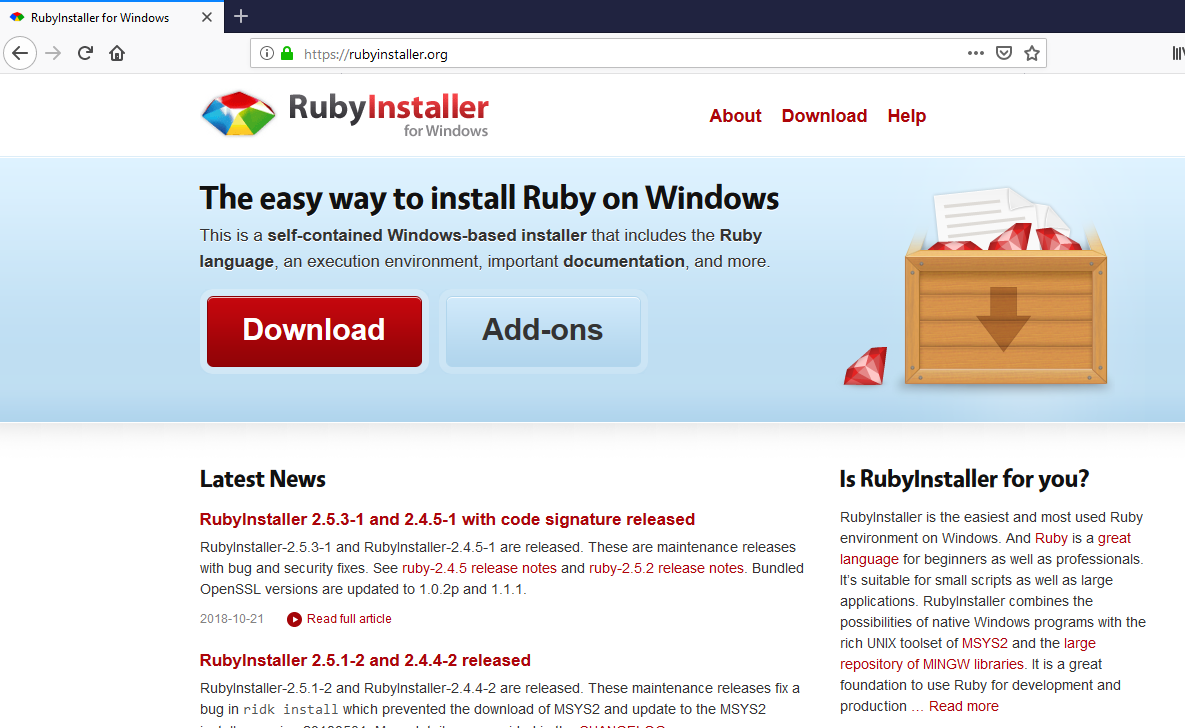 RubyInstaller for Windows
https://rubyinstaller.org
RubyInstaller
for Windows
About Download Help
The easy way to install Ruby on Windows
This is a self-contained Windows-based installer that includes the Ruby
language, an execution environment, important documentation, and more.
Download Add-ons
Latest News
RubyInstaller 2.5.3-1 and 2.4.5-1 with code signature released
RubyInstaller-2.5.3-1 and RubyInstaller-2.4.5-1 are released. These are maintenance releases
with bug and security fixes. See ruby-2.4.5 release notes and ruby-2.5.2 release notes. Bundled
OpenSSL versions are updated to 1.0.2p and 1.1.1.
2018-10-21 Read full article
RubyInstaller 2.5.1-2 and 2.4.4-2 released
RubyInstaller-2.5.1-2 and RubyInstaller-2.4.4-2 are released. These maintenance releases fix a
bug in ridk install which prevented the download of MSYS2 and update to the MSYS2
Is RubyInstaller for you?
RubyInstaller is the easiest and most used Ruby
environment on Windows. And Ruby is a great
language for beginners as well as professionals.
It's suitable for small scripts as well as large
applications. RubyInstaller combines the
possibilities of native Windows programs with the
rich UNIX toolset of MSYS2 and the large
repository of MINGW libraries. It is a great
foundation to use Ruby for development and
production … Read more